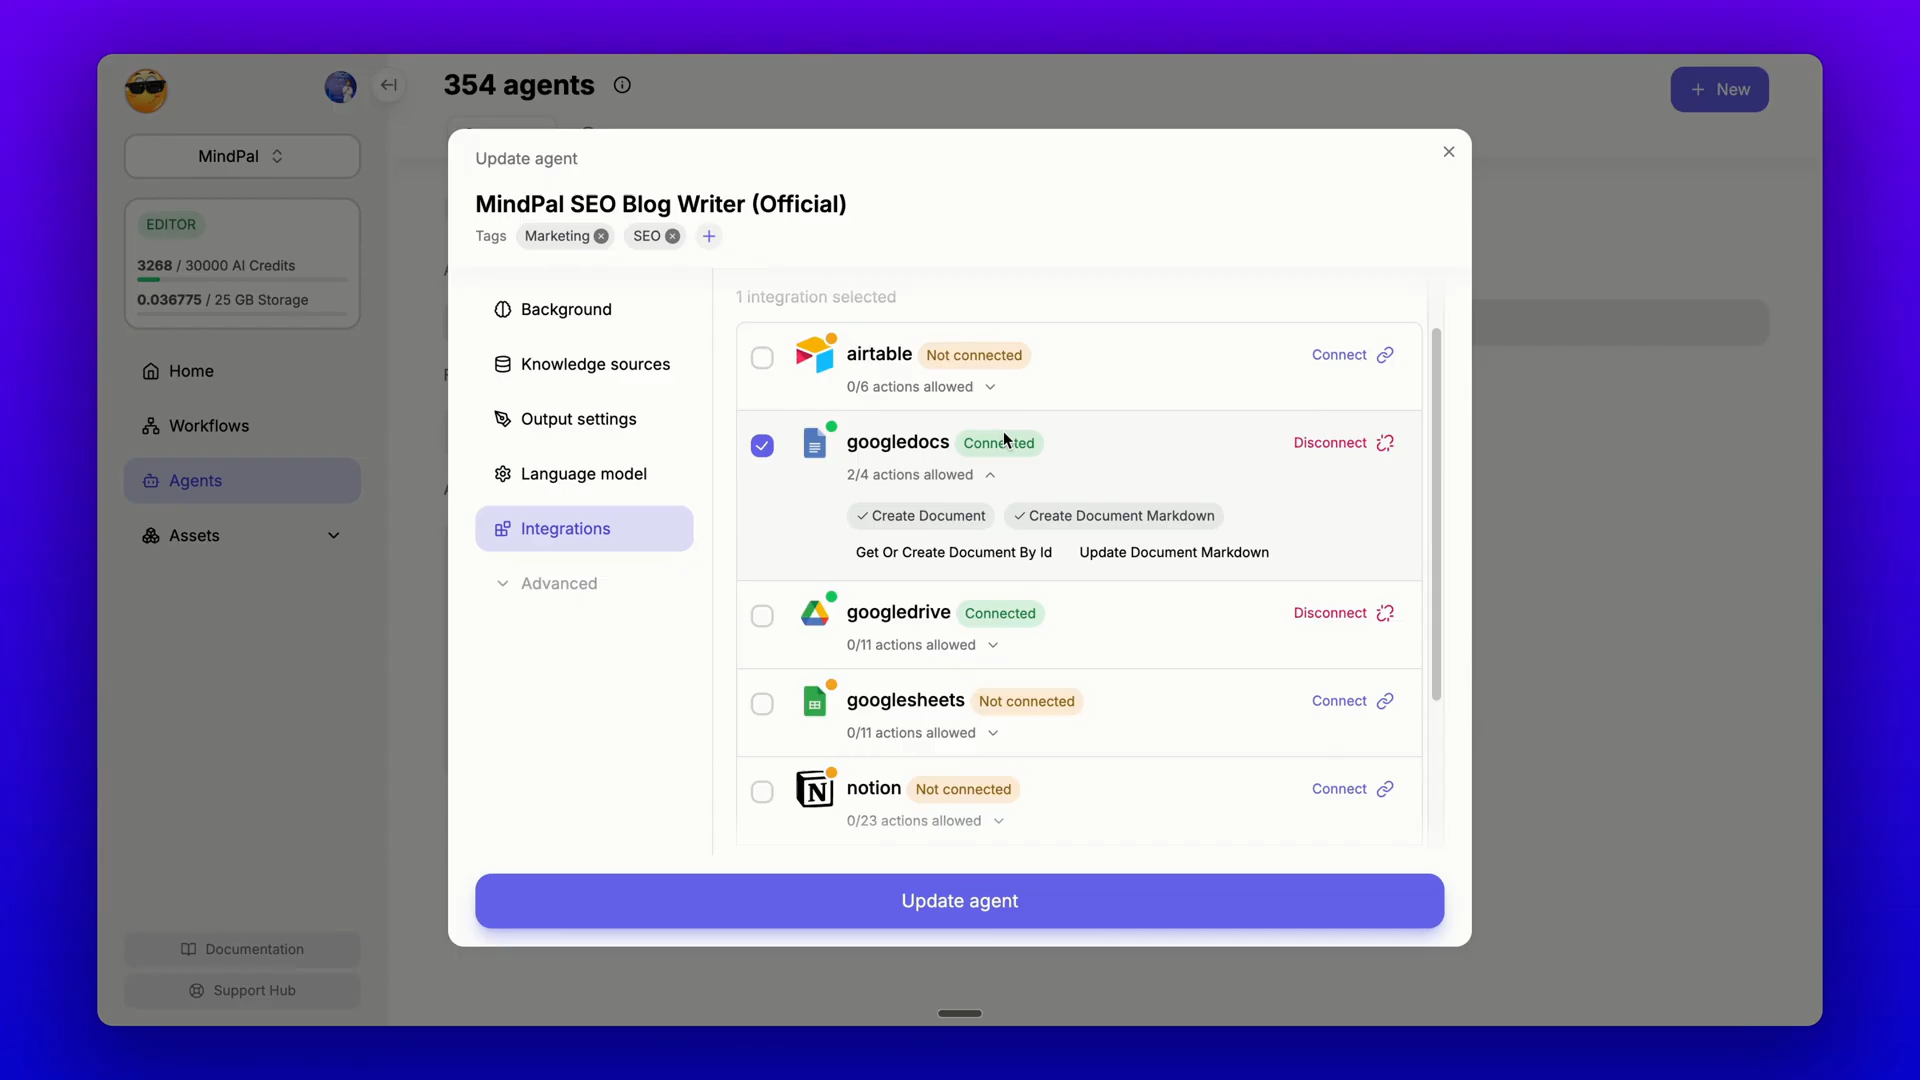 354 agents
+ New
MindPal
EDITOR
3268 / 30000 AI Credits
0.036775 / 25 GB Storage
Home
Workflows
Agents
Assets
Documentation
Support Hub
Update agent
MindPal SEO Blog Writer (Official)
Tags Marketing SEO
Background
Knowledge sources
Output settings
Language model
Integrations
Advanced
1 integration selected
airtable Not connected Connect
0/6 actions allowed
googledocs Connected Disconnect
2/4 actions allowed
Create Document Create Document Markdown
Get Or Create Document By Id Update Document Markdown
googledrive Connected Disconnect
0/11 actions allowed
googlesheets Not connected Connect
0/11 actions allowed
notion Not connected Connect
0/23 actions allowed
Update agent